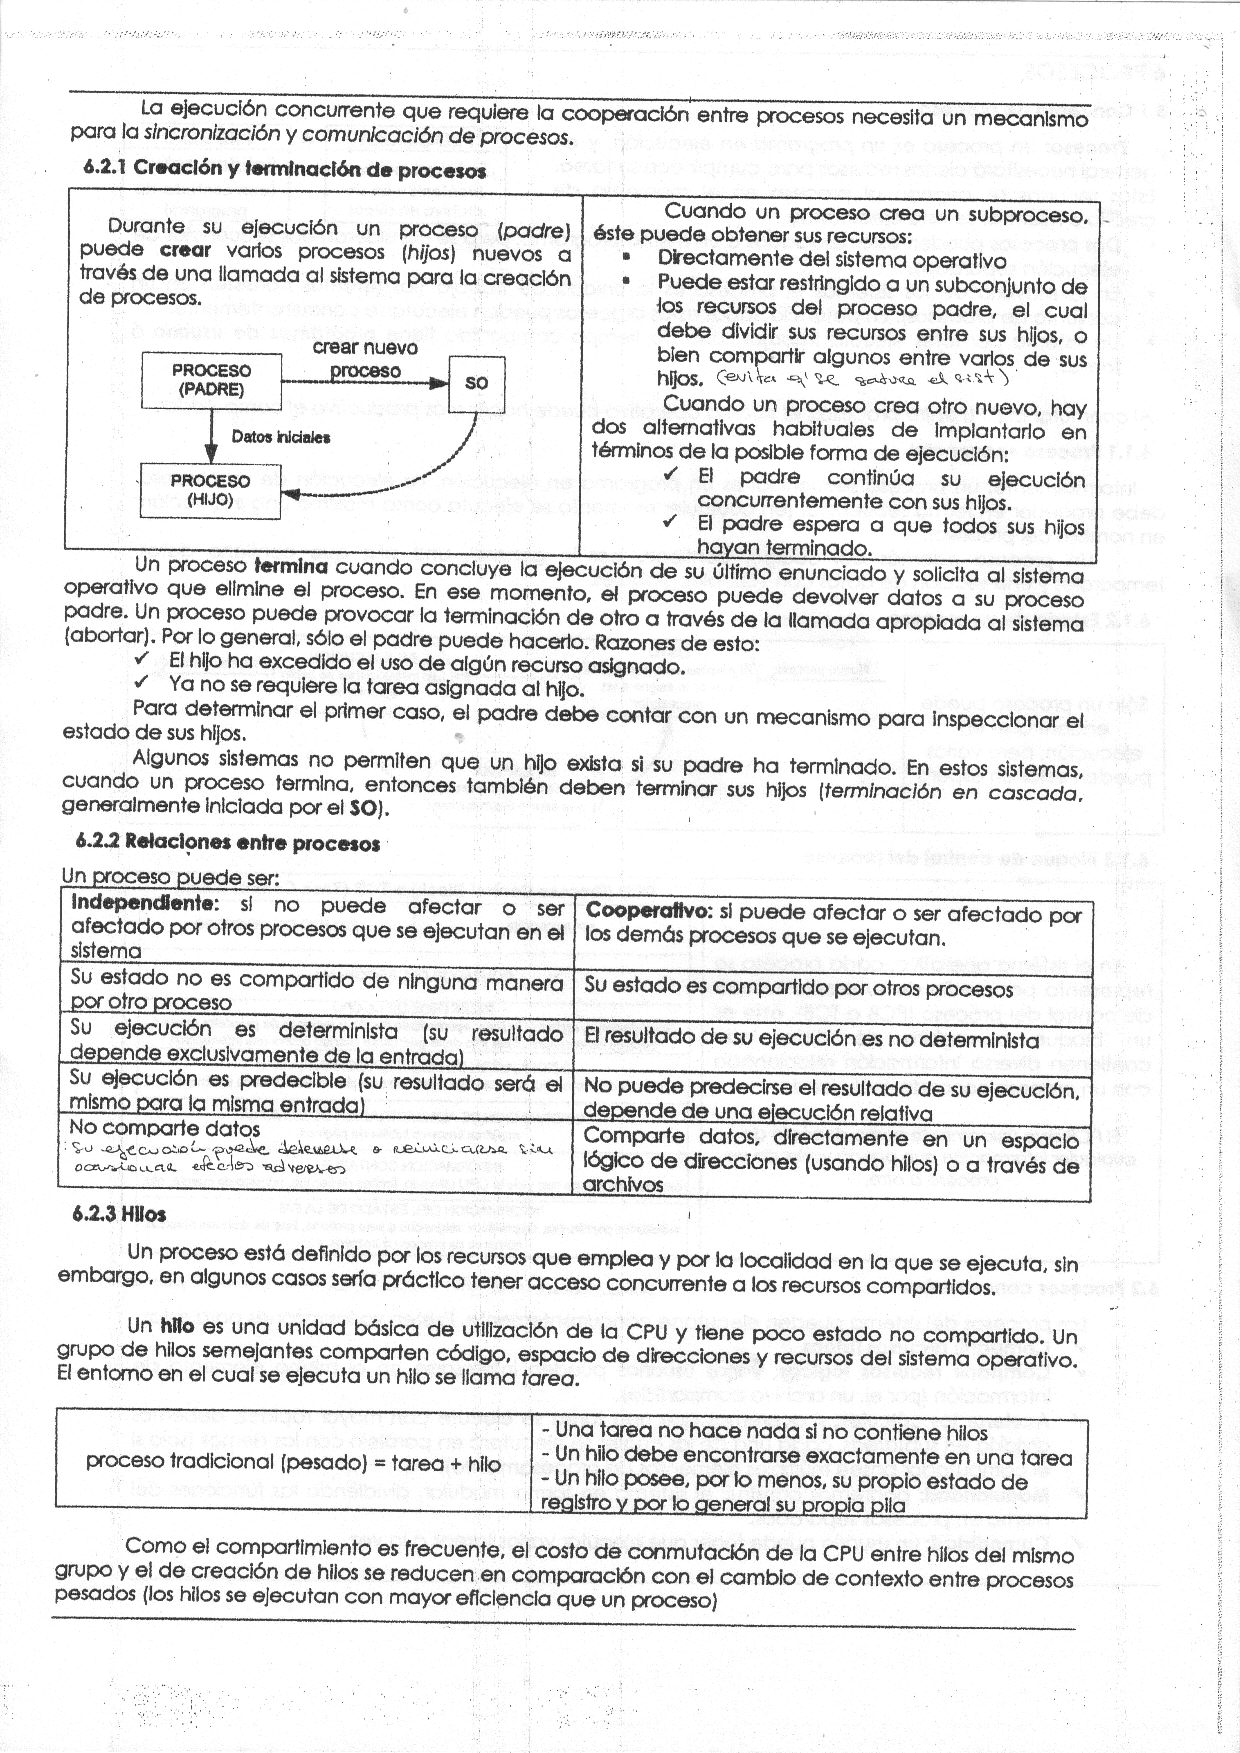 La ejecución concurrente que requiere la cooperación entre procesos necesita un mecanismo
para la sincronización y comunicación de procesos.
6.2.1 Creación y terminación de procesos
Durante su ejecución un proceso (padre)
puede crear varios procesos (hijos) nuevos a
través de una llamada al sistema para la creación
de procesos.
crear nuevo
proceso
PROCESO
(PADRE)
SO
Datos iniciales
PROCESO
(HIJO)
Cuando un proceso crea un subproceso,
éste puede obtener sus recursos:
• Directamente del sistema operativo
• Puede estar restringido a un subconjunto de
los recursos del proceso padre, el cual
debe dividir sus recursos entre sus hijos, o
bien compartir algunos entre varios de sus
hijos. (evita q' se sature el sist)
Cuando un proceso crea otro nuevo, hay
dos alternativas habituales de implantarlo en
términos de la posible forma de ejecución:
✓ El padre continúa su ejecución
concurrentemente con sus hijos.
✓ El padre espera a que todos sus hijos
hayan terminado.
Un proceso termina cuando concluye la ejecución de su último enunciado y solicita al sistema
operativo que elimine el proceso. En ese momento, el proceso puede devolver datos a su proceso
padre. Un proceso puede provocar la terminación de otro a través de la llamada apropiada al sistema
(abortar). Por lo general, sólo el padre puede hacerlo. Razones de esto:
✓ El hijo ha excedido el uso de algún recurso asignado.
✓ Ya no se requiere la tarea asignada al hijo.
Para determinar el primer caso, el padre debe contar con un mecanismo para inspeccionar el
estado de sus hijos.
Algunos sistemas no permiten que un hijo exista si su padre ha terminado. En estos sistemas,
cuando un proceso termina, entonces también deben terminar sus hijos (terminación en cascada,
generalmente iniciada por el SO).
6.2.2 Relaciones entre procesos
Un proceso puede ser:
Independiente: si no puede afectar o ser
afectado por otros procesos que se ejecutan en el
sistema
Cooperativo: si puede afectar o ser afectado por
los demás procesos que se ejecutan.
Su estado no es compartido de ninguna manera
por otro proceso
Su estado es compartido por otros procesos
Su ejecución es determinista (su resultado
depende exclusivamente de la entrada)
El resultado de su ejecución es no determinista
Su ejecución es predecible (su resultado será el
mismo para la misma entrada)
No puede predecirse el resultado de su ejecución,
depende de una ejecución relativa
No comparte datos
Su ejecución puede detenerse o reiniciarse sin
ocasionar efectos adversos
Comparte datos, directamente en un espacio
lógico de direcciones (usando hilos) o a través de
archivos
6.2.3 Hilos
Un proceso está definido por los recursos que emplea y por la localidad en la que se ejecuta, sin
embargo, en algunos casos sería práctico tener acceso concurrente a los recursos compartidos.
Un hilo es una unidad básica de utilización de la CPU y tiene poco estado no compartido. Un
grupo de hilos semejantes comparten código, espacio de direcciones y recursos del sistema operativo.
El entorno en el cual se ejecuta un hilo se llama tarea.
proceso tradicional (pesado) = tarea + hilo
- Una tarea no hace nada si no contiene hilos
- Un hilo debe encontrarse exactamente en una tarea
- Un hilo posee, por lo menos, su propio estado de
registro y por lo general su propia pila
Como el compartimiento es frecuente, el costo de conmutación de la CPU entre hilos del mismo
grupo y el de creación de hilos se reducen en comparación con el cambio de contexto entre procesos
pesados (los hilos se ejecutan con mayor eficiencia que un proceso)